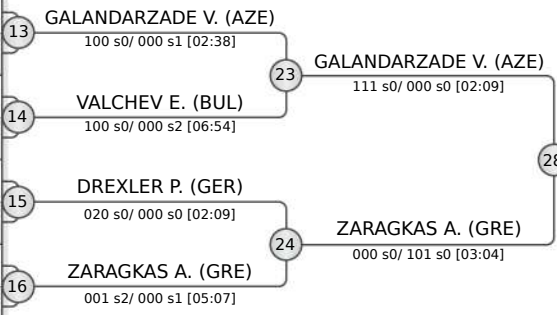 GALANDARZADE V. (AZE)
13
100 s0/ 000 s1 [02:38]
GALANDARZADE V. (AZE)
23
111 s0/ 000 s0 [02:09]
VALCHEV E. (BUL)
14
100 s0/ 000 s2 [06:54]
28
DREXLER P. (GER)
15
020 s0/ 000 s0 [02:09]
ZARAGKAS A. (GRE)
24
000 s0/ 101 s0 [03:04]
ZARAGKAS A. (GRE)
16
001 s2/ 000 s1 [05:07]